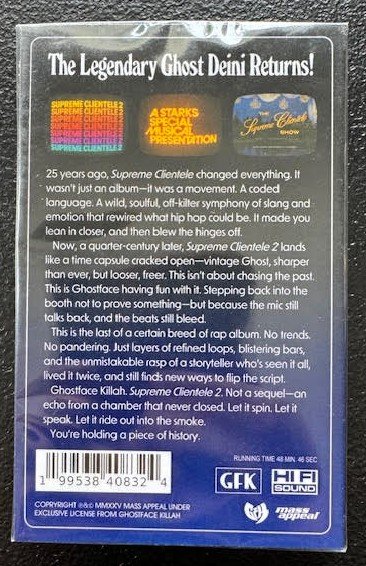 The Legendary Ghost Deini Returns!
SUPREME CLIENTELE 2
SUPREME CLIENTELE 2
SUPREME CLIENTELE 2
SUPREME CLIENTELE 2
SUPREME CLIENTELE 2
SUPREME CLIENTELE 2
A STARKS
SPECIAL
MUSICAL
PRESENTATION
THE
Supreme Clientele
SHOW
25 years ago, Supreme Clientele changed everything. It
wasn't just an album—it was a movement. A coded
language. A wild, soulful, off-kilter symphony of slang and
emotion that rewired what hip hop could be. It made you
lean in closer, and then blew the hinges off.
Now, a quarter-century later, Supreme Clientele 2 lands
like a time capsule cracked open—vintage Ghost, sharper
than ever, but looser, freer. This isn't about chasing the past.
This is Ghostface having fun with it. Stepping back into the
booth not to prove something—but because the mic still
talks back, and the beats still bleed.
This is the last of a certain breed of rap album. No trends.
No pandering. Just layers of refined loops, blistering bars,
and the unmistakable rasp of a storyteller who's seen it all,
lived it twice, and still finds new ways to flip the script.
Ghostface Killah. Supreme Clientele 2. Not a sequel—an
echo from a chamber that never closed. Let it spin. Let it
speak. Let it ride out into the smoke.
You're holding a piece of history.
RUNNING TIME 48 MIN. 46 SEC
1 99538 40832 4
GFK
HI FI
SOUND
COPYRIGHT ℗&© MMXXV MASS APPEAL UNDER
EXCLUSIVE LICENSE FROM GHOSTFACE KILLAH
mass
appeal